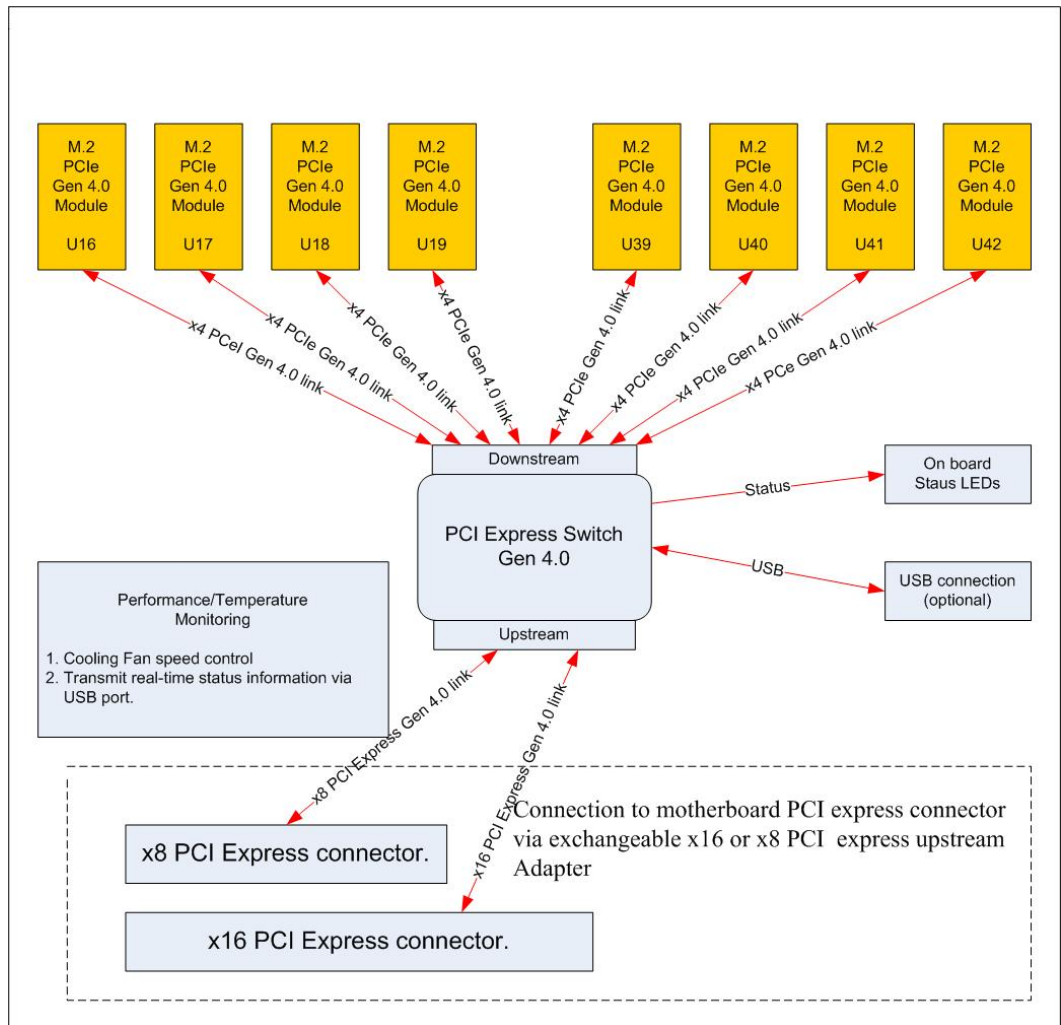 M.2
PCIe
Gen 4.0
Module
U16
M.2
PCIe
Gen 4.0
Module
U17
M.2
PCIe
Gen 4.0
Module
U18
M.2
PCIe
Gen 4.0
Module
U19
M.2
PCIe
Gen 4.0
Module
U39
M.2
PCIe
Gen 4.0
Module
U40
M.2
PCIe
Gen 4.0
Module
U41
M.2
PCIe
Gen 4.0
Module
U42
x4 PCeI Gen 4.0 link
x4 PCIe Gen 4.0 link
x4 PCIe Gen 4.0 link
x4 PCIe Gen 4.0 link
x4 PCIe Gen 4.0 link
x4 PCIe Gen 4.0 link
x4 PCIe Gen 4.0 link
x4 PCe Gen 4.0 link
Downstream
PCI Express Switch
Gen 4.0
Upstream
Status
On board
Staus LEDs
USB
USB connection
(optional)
Performance/Temperature
Monitoring
1. Cooling Fan speed control
2. Transmit real-time status information via
USB port.
x8 PCI Express Gen 4.0 link
x16 PCI Express Gen 4.0 link
Connection to motherboard PCI express connector
via exchangeable x16 or x8 PCI express upstream
Adapter
x8 PCI Express connector.
x16 PCI Express connector.